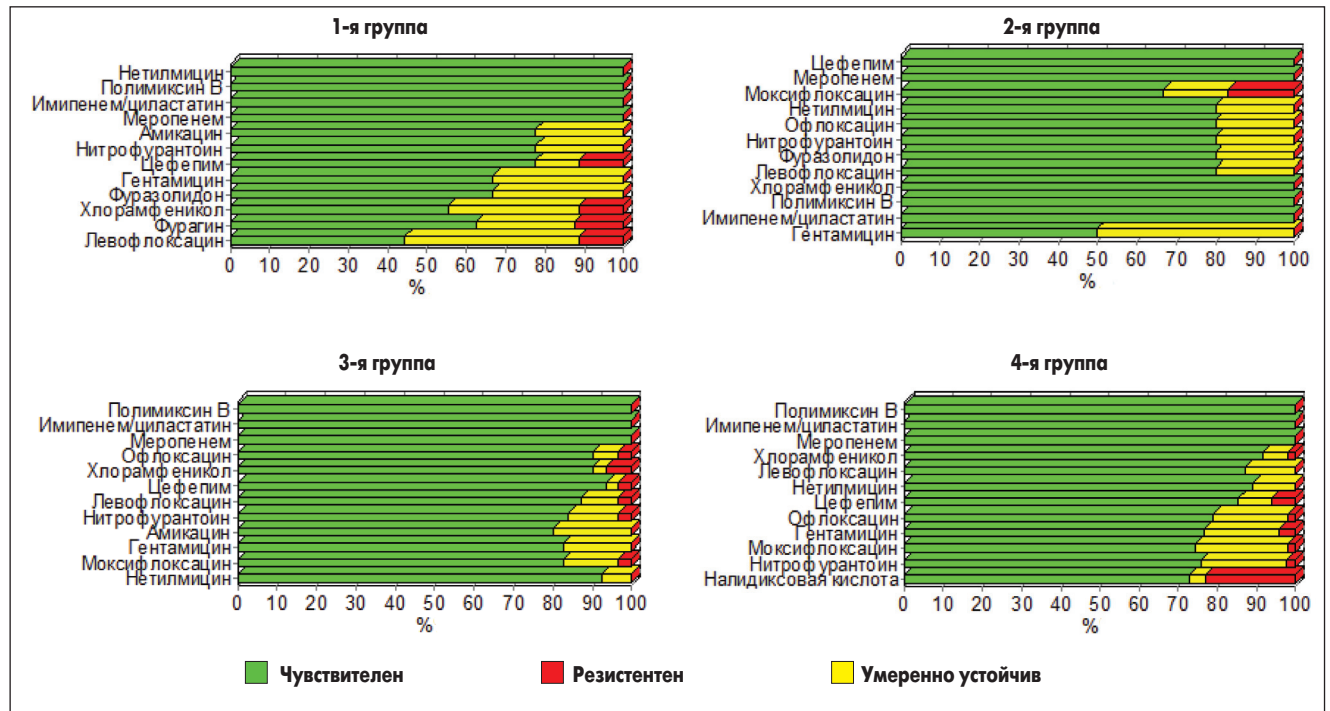 1-я группа
Нетилмицин
Полимиксин В
Имипенем/циластатин
Меропенем
Амикацин
Нитрофурантоин
Цефепим
Гентамицин
Фуразолидон
Хлорамфеникол
Фурагин
Левофлоксацин
0 10 20 30 40 50 60 70 80 90 100
%
2-я группа
Цефепим
Меропенем
Моксифлоксацин
Нетилмицин
Офлоксацин
Нитрофурантоин
Фуразолидон
Левофлоксацин
Хлорамфеникол
Полимиксин В
Имипенем/циластатин
Гентамицин
0 10 20 30 40 50 60 70 80 90 100
%
3-я группа
Полимиксин В
Имипенем/циластатин
Меропенем
Офлоксацин
Хлорамфеникол
Цефепим
Левофлоксацин
Нитрофурантоин
Амикацин
Гентамицин
Моксифлоксацин
Нетилмицин
0 10 20 30 40 50 60 70 80 90 100
%
4-я группа
Полимиксин В
Имипенем/циластатин
Меропенем
Хлорамфеникол
Левофлоксацин
Нетилмицин
Цефепим
Офлоксацин
Гентамицин
Моксифлоксацин
Нитрофурантоин
Налидиксовая кислота
0 10 20 30 40 50 60 70 80 90 100
%
Чувствителен Резистентен Умеренно устойчив